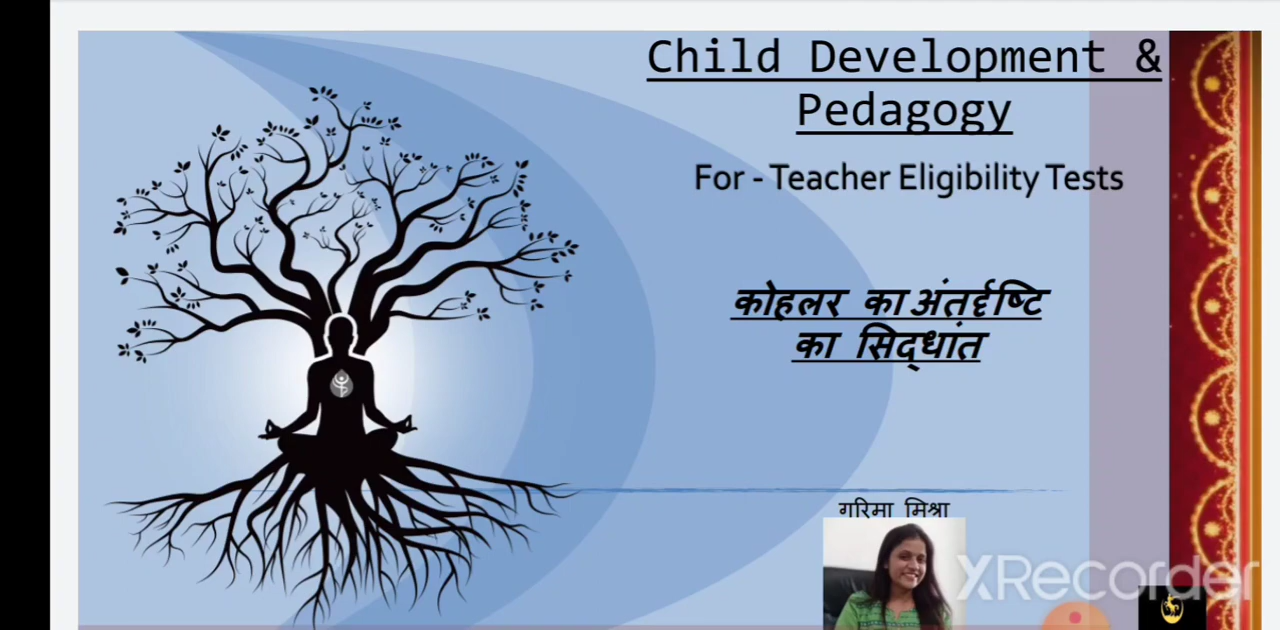 Child Development &
Pedagogy
For - Teacher Eligibility Tests
कोहलर का अंतर्दृष्टि
का सिद्धांत
गरिमा मिश्रा
XRecorder